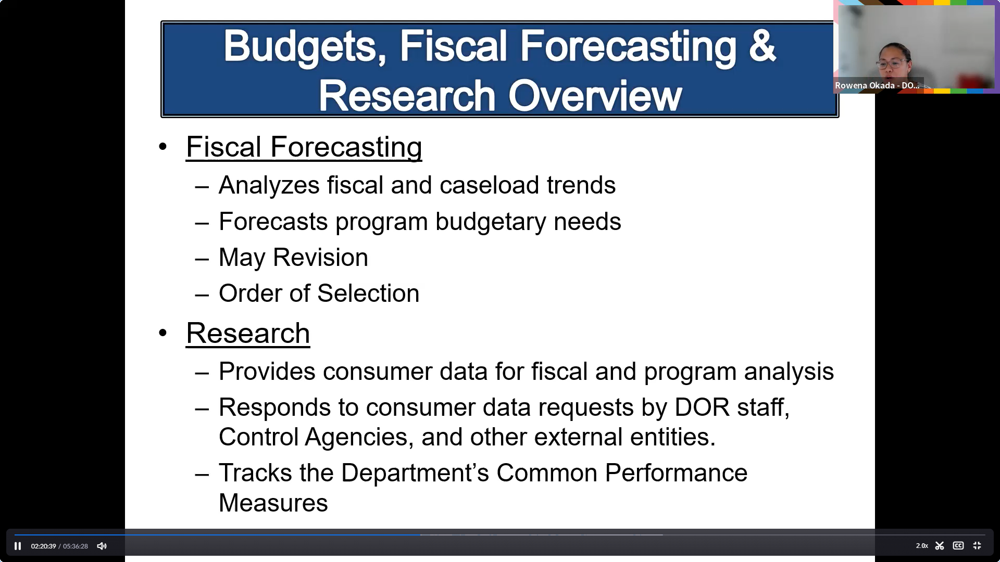 Budgets, Fiscal Forecasting &
Research Overview
Rowena Okada - DO...
• Fiscal Forecasting
– Analyzes fiscal and caseload trends
– Forecasts program budgetary needs
– May Revision
– Order of Selection
• Research
– Provides consumer data for fiscal and program analysis
– Responds to consumer data requests by DOR staff,
Control Agencies, and other external entities.
– Tracks the Department’s Common Performance
Measures
02:20:39 / 05:36:28
2.0x
CC